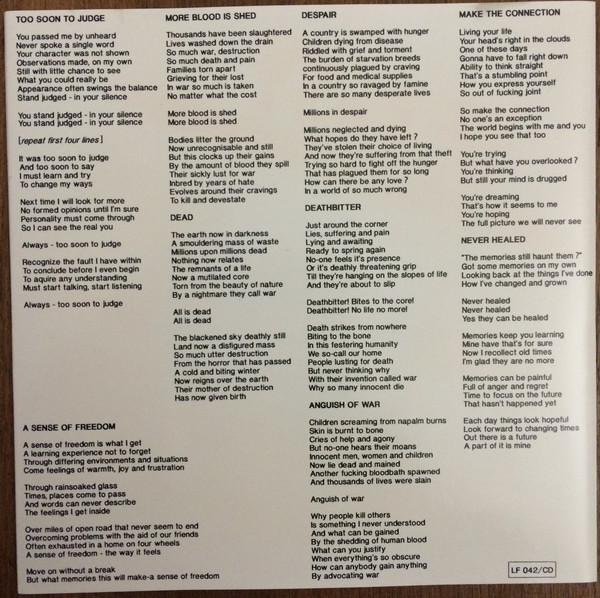 TOO SOON TO JUDGE
You passed me by unheard
Never spoke a single word
Your character was not shown
Observations made, on my own
Still with little chance to see
What you could really be
Appearance often swings the balance
Stand judged - in your silence
You stand judged - in your silence
You stand judged - in your silence
[repeat first four lines]
It was too soon to judge
And too soon to say
I must learn and try
To change my ways
Next time I will look for more
No formed opinions until I'm sure
Personality must come through
So I can see the real you
Always - too soon to judge
Recognize the fault I have within
To conclude before I even begin
To aquire any understanding
Must start talking, start listening
Always - too soon to judge
A SENSE OF FREEDOM
A sense of freedom is what I get
A learning experience not to forget
Through differing environments and situations
Come feelings of warmth, joy and frustration
Through rainsoaked glass
Times, places come to pass
And words can never describe
The feelings I get inside
Over miles of open road that never seem to end
Overcoming problems with the aid of our friends
Often exhausted in a home on four wheels
A sense of freedom - the way it feels
Move on without a break
But what memories this will make-a sense of freedom
MORE BLOOD IS SHED
Thousands have been slaughtered
Lives washed down the drain
So much war, destruction
So much death and pain
Families torn apart
Grieving for their lost
In war so much is taken
No matter what the cost
More blood is shed
More blood is shed
Bodies litter the ground
Now unrecognisable and still
But this clocks up their gains
By the amount of blood they spill
Their sickly lust for war
Inbred by years of hate
Evolves around their cravings
To kill and devestate
DEAD
The earth now in darkness
A smouldering mass of waste
Millions upon millions dead
Nothing now relates
The remnants of a life
Now a mutilated core
Torn from the beauty of nature
By a nightmare they call war
All is dead
All is dead
The blackened sky deathly still
Land now a disfigured mass
So much utter destruction
From the horror that has passed
A cold and biting winter
Now reigns over the earth
Their mother of destruction
Has now given birth
DESPAIR
A country is swamped with hunger
Children dying from disease
Riddled with grief and torment
The burden of starvation breeds
continuously plagued by craving
For food and medical supplies
In a country so ravaged by famine
There are so many desperate lives
Millions in despair
Millions neglected and dying
What hopes do they have left ?
They've stolen their choice of living
And now they're suffering from that theft
Trying so hard to fight off the hunger
That has plagued them for so long
How can there be any love ?
In a world of so much wrong
DEATHBITTER
Just around the corner
Lies, suffering and pain
Lying and awaiting
Ready to spring again
No-one feels it's presence
Or it's deathly threatening grip
Till they're hanging on the slopes of life
And they're about to slip
Deathbitter! Bites to the core!
Deathbitter! No life no more!
Death strikes from nowhere
Biting to the bone
In this festering humanity
We so-call our home
People lusting for death
But never thinking why
With their invention called war
Why so many innocent die
ANGUISH OF WAR
Children screaming from napalm burns
Skin is burnt to bone
Cries of help and agony
But no-one hears their moans
Innocent men, women and children
Now lie dead and mained
Another fucking bloodbath spawned
And thousands of lives were slain
Anguish of war
Why people kill others
Is something I never understood
And what can be gained
By the shedding of human blood
What can you justify
When everything's so obscure
How can anybody gain anything
By advocating war
MAKE THE CONNECTION
Living your life
Your head's right in the clouds
One of these days
Gonna have to fall right down
Ability to think straight
That's a stumbling point
How you express yourself
So out of fucking joint
So make the connection
No one's an exception
The world begins with me and you
I hope you see that too
You're trying
But what have you overlooked ?
You're thinking
But still your mind is drugged
You're dreaming
That's how it seems to me
You're hoping
The full picture we will never see
NEVER HEALED
"The memories still haunt them ?"
Got some memories on my own
Looking back at the things I've done
How I've changed and grown
Never healed
Never healed
Yes they can be healed
Memories keep you learning
Mine have that's for sure
Now I recollect old times
I'm glad they are no more
Memories can be painful
Full of anger and regret
Time to focus on the future
That hasn't happened yet
Each day things look hopeful
Look forward to changing times
Out there is a future
A part of it is mine
LF 042/CD